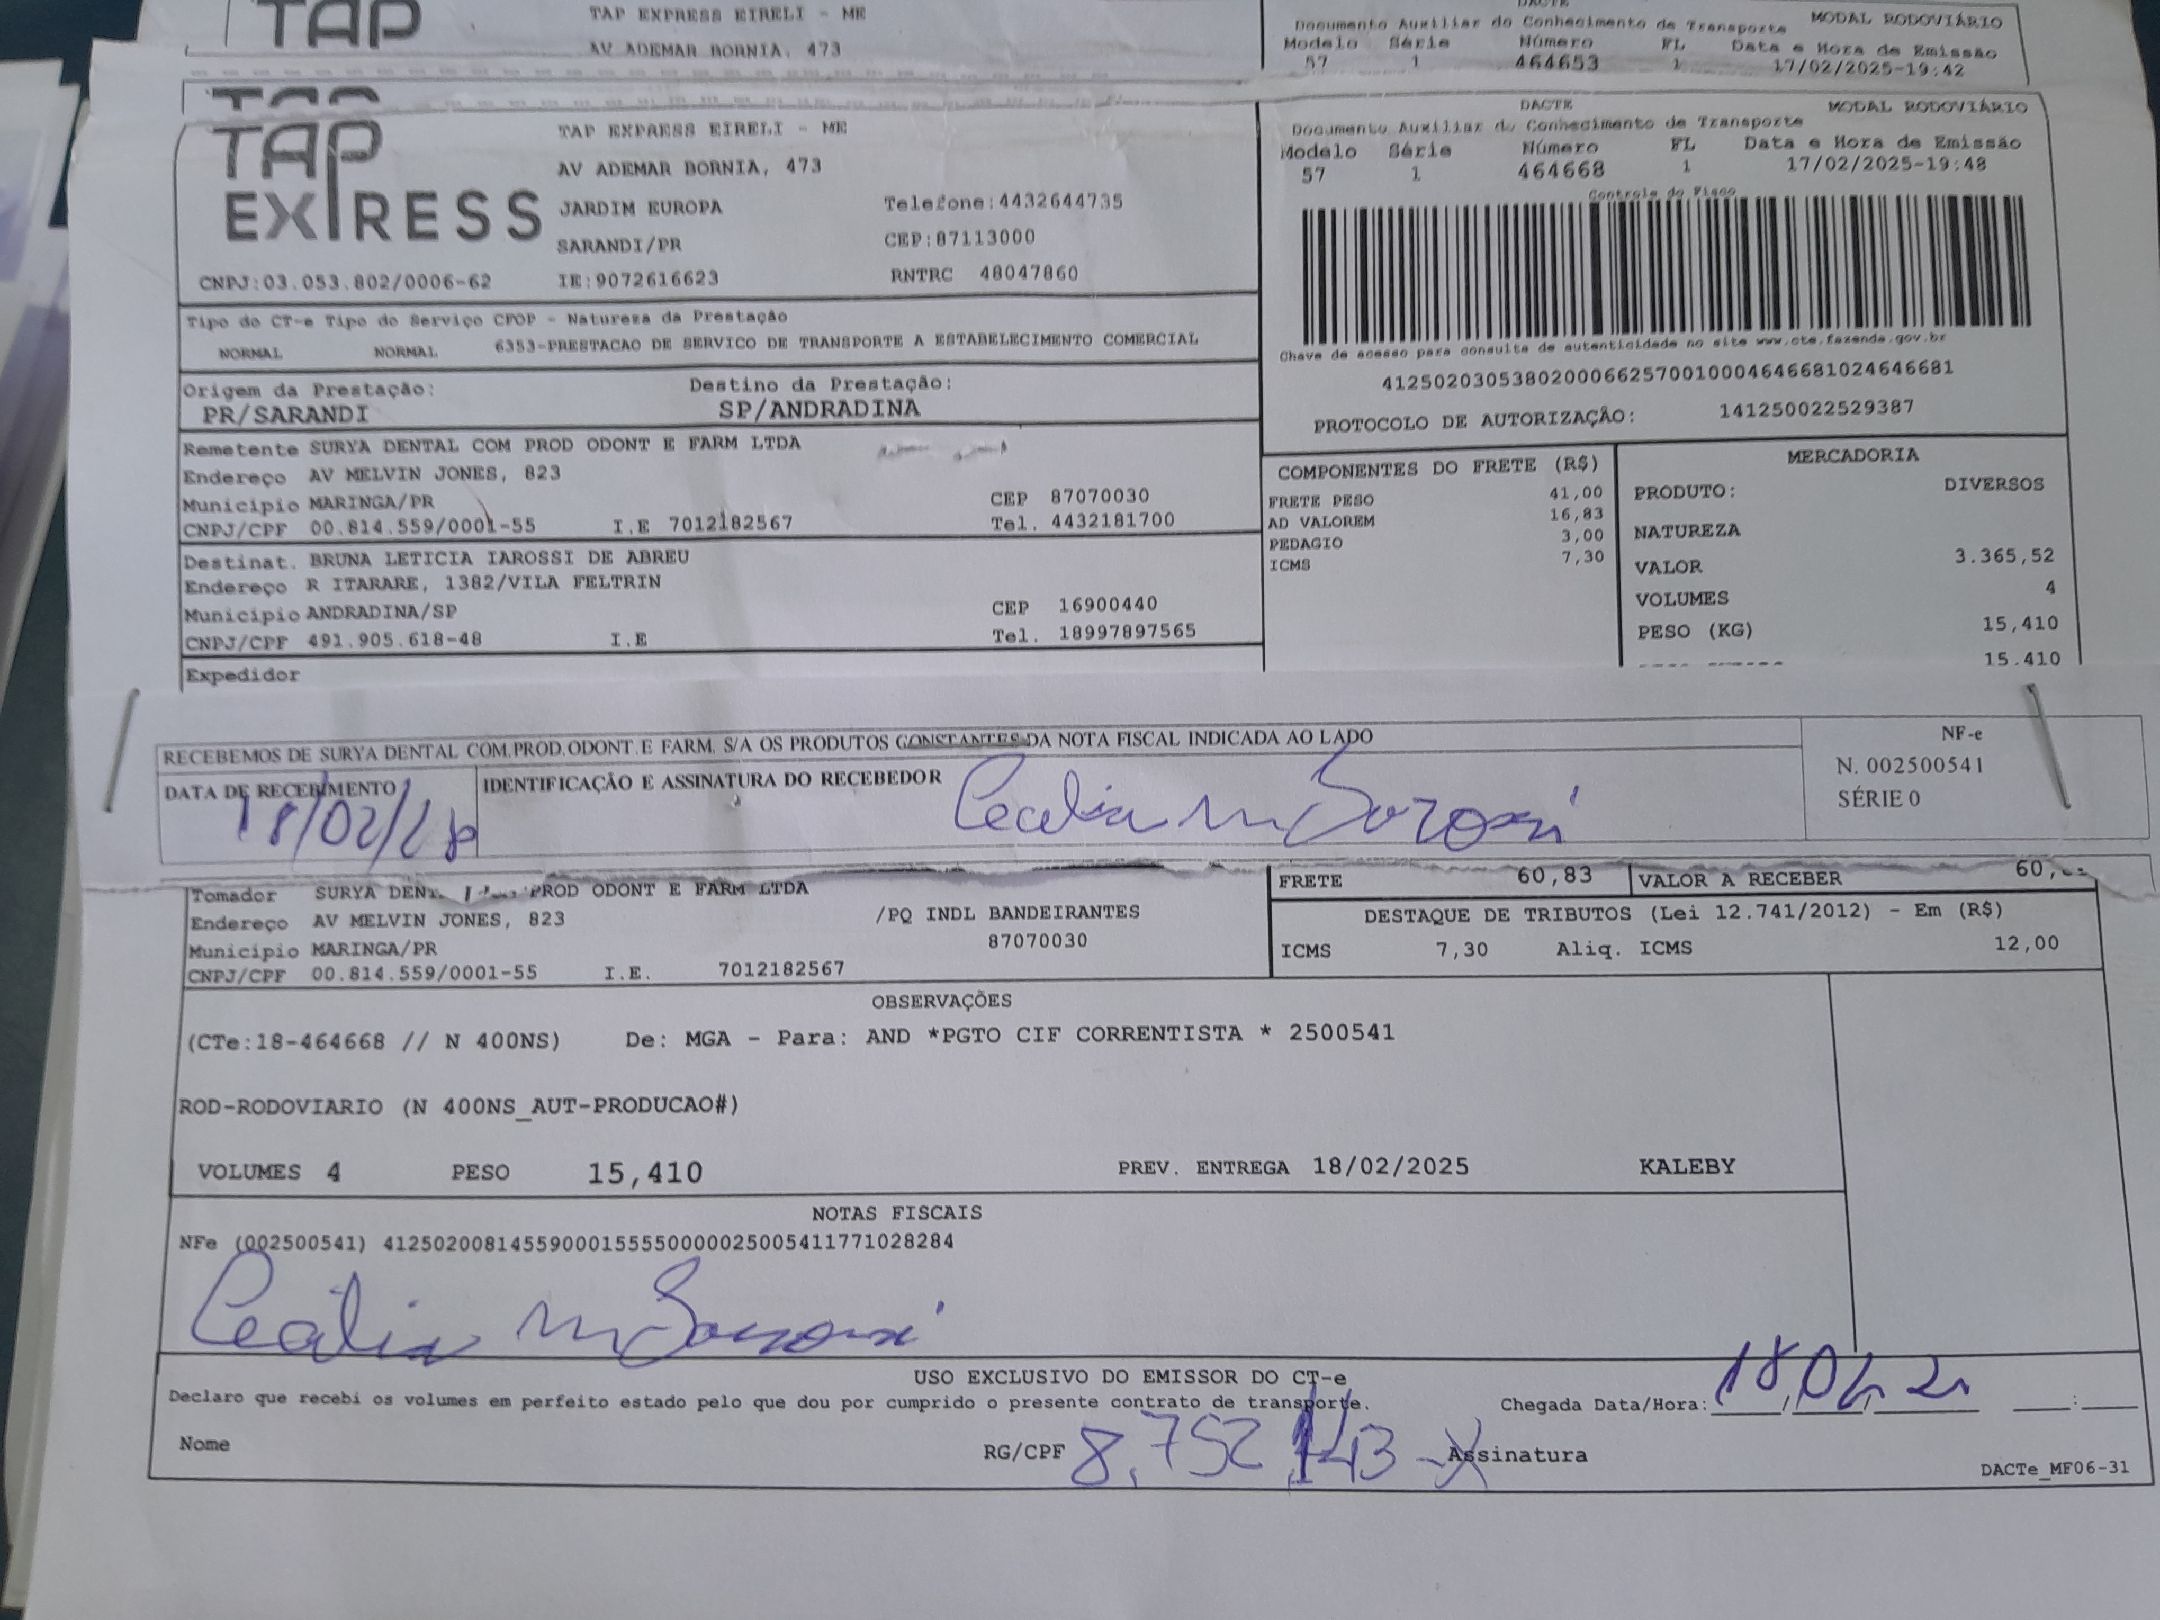 TAP
TAP EXPRESS EIRELI - ME
AV ADEMAR BORNIA, 473
DACTE
MODAL RODOVIÁRIO
Documento Auxiliar do Conhecimento de Transporte
Modelo Série Número FL Data e Hora de Emissão
57 1 464653 1 17/02/2025-19:42
TAP EXPRESS
TAP EXPRESS EIRELI - ME
AV ADEMAR BORNIA, 473
JARDIM EUROPA Telefone:4432644735
SARANDI/PR CEP:87113000
CNPJ:03.053.802/0006-62 IE:9072616623 RNTRC 48047860
DACTE MODAL RODOVIÁRIO
Documento Auxiliar do Conhecimento de Transporte
Modelo Série Número FL Data e Hora de Emissão
57 1 464668 1 17/02/2025-19:48
Controle do Fisco
Chave de acesso para consulta de autenticidade no site www.cte.fazenda.gov.br
41250203053802000662570010004646681024646681
PROTOCOLO DE AUTORIZAÇÃO: 141250022529387
Tipo do CT-e Tipo do Serviço CFOP - Natureza da Prestação
NORMAL NORMAL 6353-PRESTACAO DE SERVICO DE TRANSPORTE A ESTABELECIMENTO COMERCIAL
Origem da Prestação: Destino da Prestação:
PR/SARANDI SP/ANDRADINA
Remetente SURYA DENTAL COM PROD ODONT E FARM LTDA
Endereço AV MELVIN JONES, 823
Município MARINGA/PR CEP 87070030
CNPJ/CPF 00.814.559/0001-55 I.E 7012182567 Tel. 4432181700
Destinat. BRUNA LETICIA IAROSSI DE ABREU
Endereço R ITARARE, 1382/VILA FELTRIN
Município ANDRADINA/SP CEP 16900440
CNPJ/CPF 491.905.618-48 I.E Tel. 18997897565
Expedidor
COMPONENTES DO FRETE (R$)
FRETE PESO 41,00
AD VALOREM 16,83
PEDAGIO 3,00
ICMS 7,30
MERCADORIA
PRODUTO: DIVERSOS
NATUREZA
VALOR 3.365,52
VOLUMES 4
PESO (KG) 15,410
15.410
RECEBEMOS DE SURYA DENTAL COM.PROD.ODONT.E FARM. S/A OS PRODUTOS CONSTANTES DA NOTA FISCAL INDICADA AO LADO
DATA DE RECEBIMENTO IDENTIFICAÇÃO E ASSINATURA DO RECEBEDOR
18/02/
Cecilia m
NF-e
N. 002500541
SÉRIE 0
Tomador SURYA PROD ODONT E FARM LTDA
Endereço AV MELVIN JONES, 823 /PQ INDL BANDEIRANTES
Município MARINGA/PR 87070030
CNPJ/CPF 00.814.559/0001-55 I.E. 7012182567
FRETE 60,83 VALOR A RECEBER 60,
DESTAQUE DE TRIBUTOS (Lei 12.741/2012) - Em (R$)
ICMS 7,30 Aliq. ICMS 12,00
OBSERVAÇÕES
(CTe:18-464668 // N 400NS) De: MGA - Para: AND *PGTO CIF CORRENTISTA * 2500541
ROD-RODOVIARIO (N 400NS_AUT-PRODUCAO#)
VOLUMES 4 PESO 15,410 PREV. ENTREGA 18/02/2025 KALEBY
NOTAS FISCAIS
NFe (002500541) 41250200814559000155550000025005411771028284
Cecilia m
USO EXCLUSIVO DO EMISSOR DO CT-e
Declaro que recebi os volumes em perfeito estado pelo que dou por cumprido o presente contrato de transporte. Chegada Data/Hora: 18
Nome RG/CPF 8.752.143-X Assinatura
DACTe_MF06-31